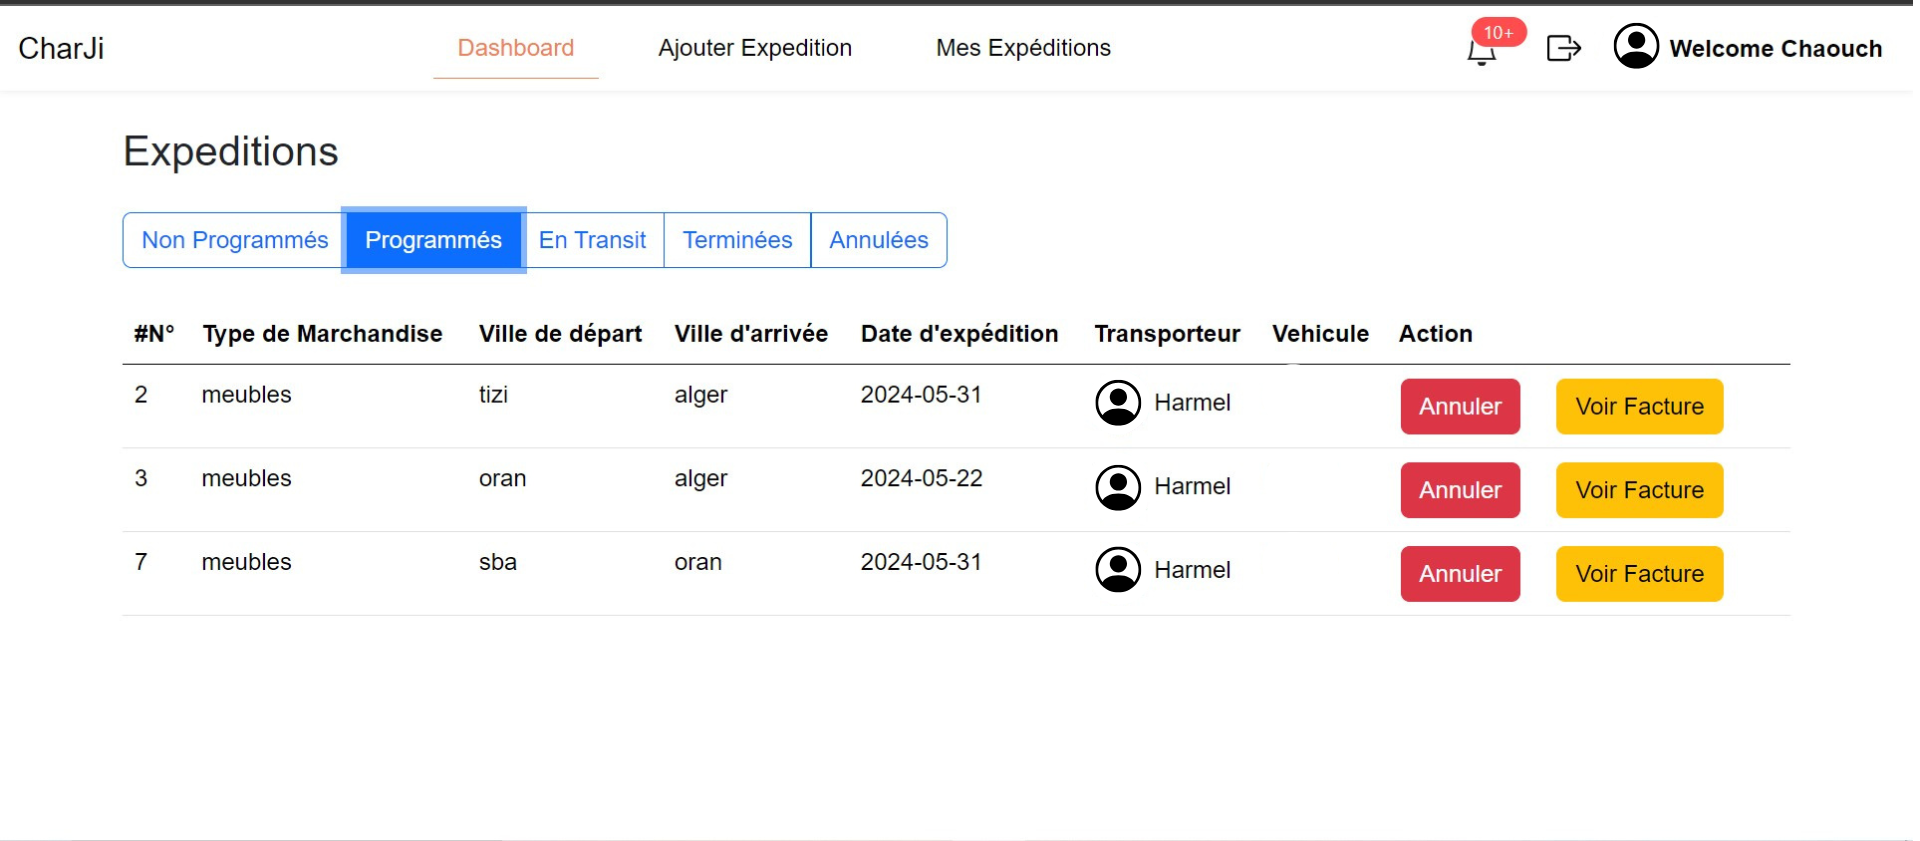 CharJi Dashboard Ajouter Expedition Mes Expéditions 10+ Welcome Chaouch
Expeditions
Non Programmés Programmés En Transit Terminées Annulées
#N° Type de Marchandise Ville de départ Ville d'arrivée Date d'expédition Transporteur Vehicule Action
2 meubles tizi alger 2024-05-31 Harmel Annuler Voir Facture
3 meubles oran alger 2024-05-22 Harmel Annuler Voir Facture
7 meubles sba oran 2024-05-31 Harmel Annuler Voir Facture